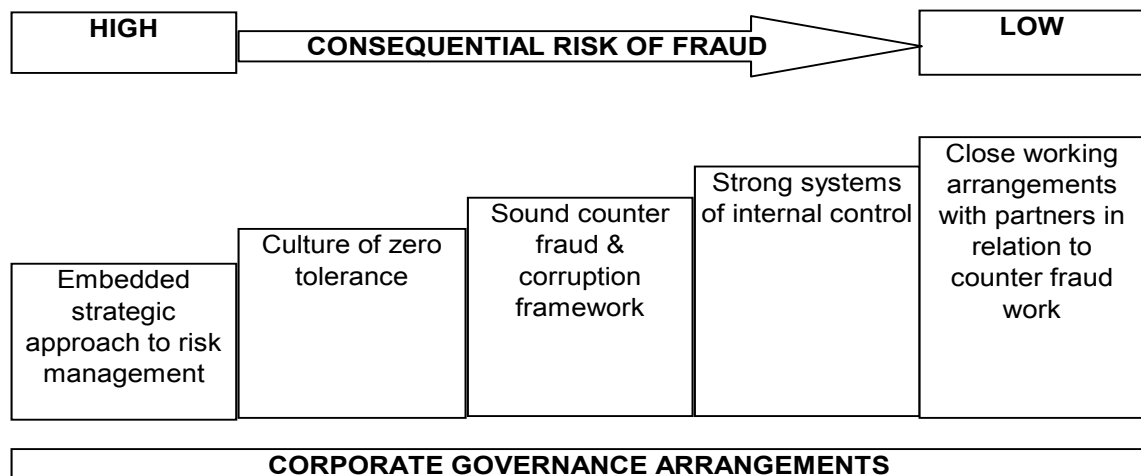 HIGH
CONSEQUENTIAL RISK OF FRAUD
LOW
Embedded
strategic
approach to risk
management
Culture of zero
tolerance
Sound counter
fraud &
corruption
framework
Strong systems
of internal control
Close working
arrangements
with partners in
relation to
counter fraud
work
CORPORATE GOVERNANCE ARRANGEMENTS